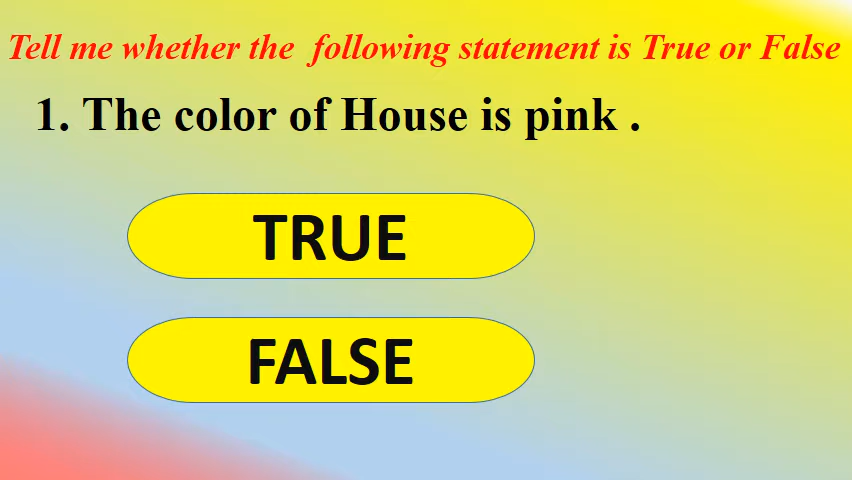 Tell me whether the following statement is True or False
1. The color of House is pink .
TRUE
FALSE